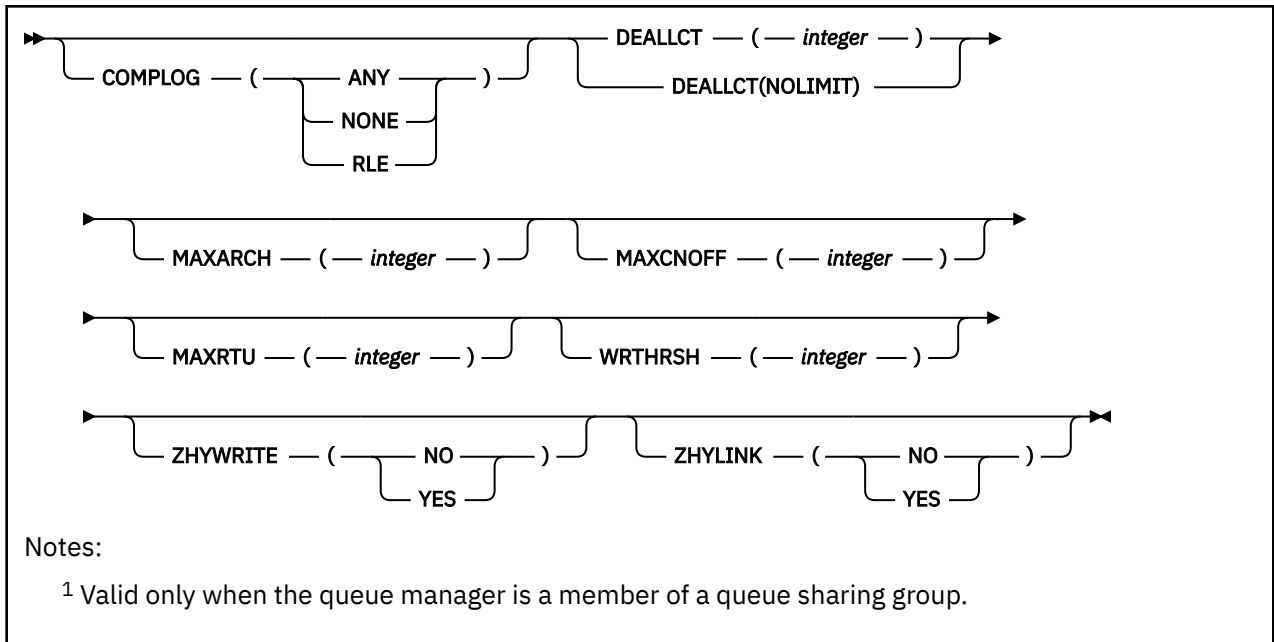 DEALLCT ( integer )
COMPLOG ( ANY ) DEALLCT(NOLIMIT)
NONE
RLE
MAXARCH ( integer ) MAXCNOFF ( integer )
MAXRTU ( integer ) WRTHRSH ( integer )
ZHYWRITE ( NO ) ZHYLINK ( NO )
YES YES
Notes:
1 Valid only when the queue manager is a member of a queue sharing group.